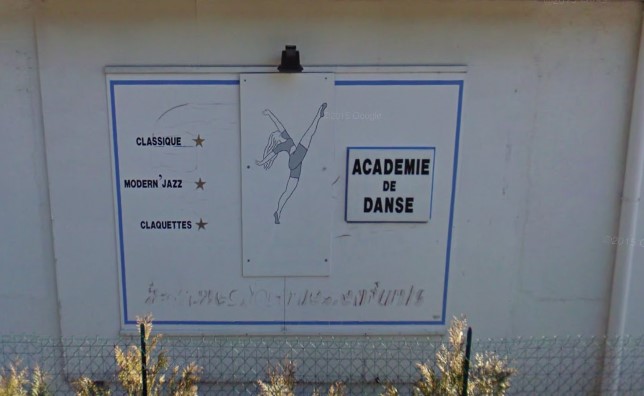 CLASSIQUE
MODERN'JAZZ
CLAQUETTES
ACADEMIE
DE
DANSE